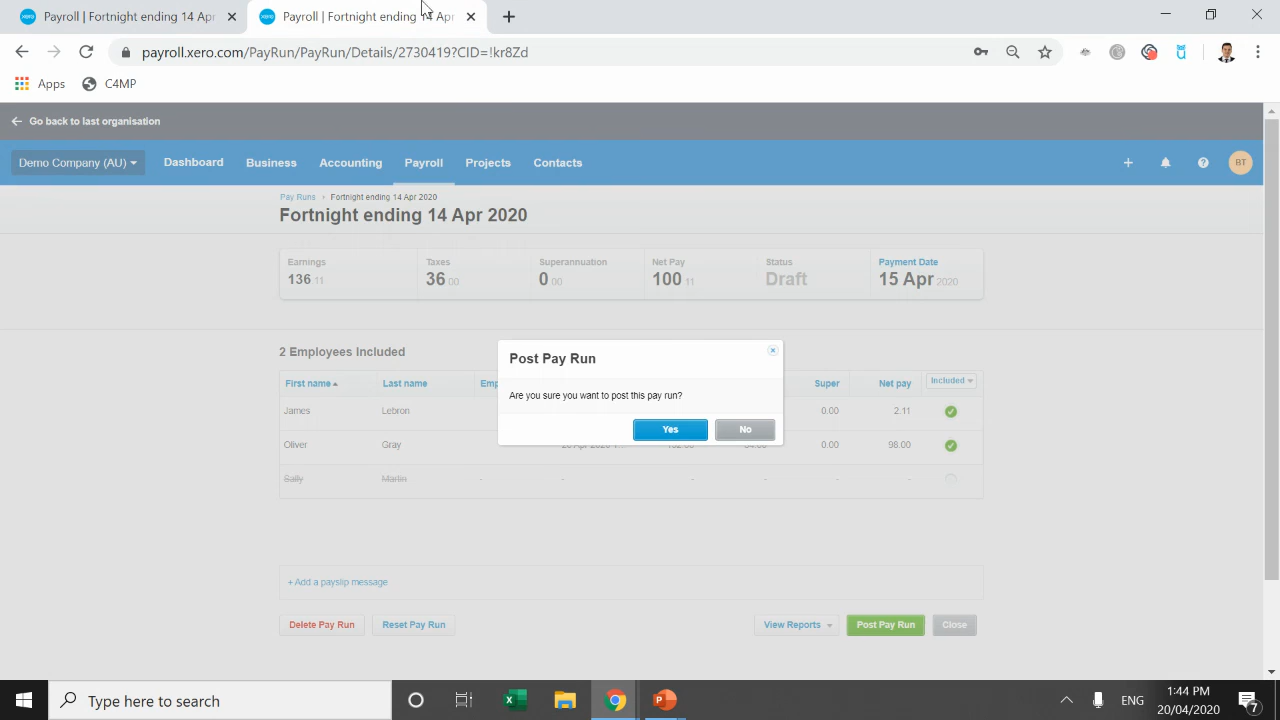 xero Payroll | Fortnight ending 14 Apr
xero Payroll | Fortnight ending 14 Apr
payroll.xero.com/PayRun/PayRun/Details/2730419?CID=!kr8Zd
Apps C4MP
Go back to last organisation
Demo Company (AU) Dashboard Business Accounting Payroll Projects Contacts BT
Pay Runs › Fortnight ending 14 Apr 2020
Fortnight ending 14 Apr 2020
Earnings Taxes Superannuation Net Pay Status Payment Date
136 11 36 00 0 00 100 11 Draft 15 Apr 2020
2 Employees Included
First name Last name Emp Super Net pay Included
James Lebron 0.00 2.11
Oliver Gray 0.00 98.00
Sally Martin - - - - - -
Post Pay Run
Are you sure you want to post this pay run?
Yes No
+ Add a payslip message
Delete Pay Run Reset Pay Run View Reports Post Pay Run Close
Type here to search
ENG
1:44 PM
20/04/2020
7